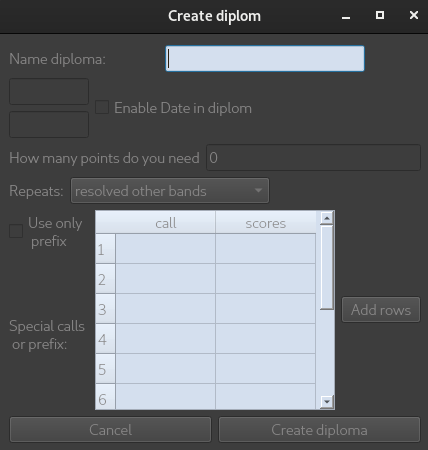 Create diplom
Name diploma:
Enable Date in diplom
How many points do you need 0
Repeats: resolved other bands
Use only
prefix
call scores
1
2
3
4
5
6
Special calls
or prefix:
Add rows
Cancel Create diploma